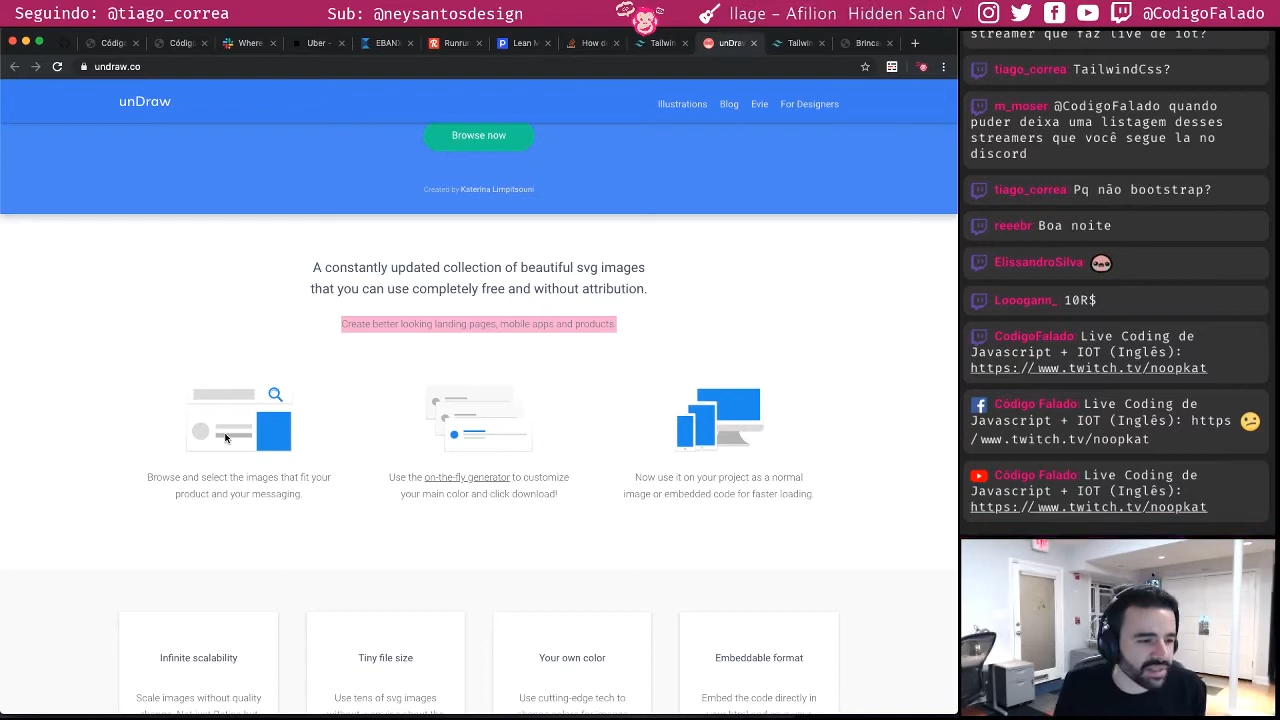 Seguindo: @tiago_correa
Sub: @neysantosdesign
Ilage – Afilion Hidden Sand V
@CodigoFalado
Código
Código
Where
Uber –
EBANX
Runrun
Lean M
How do
Tailwin
unDraw
Tailwin
Brinca
undraw.co
unDraw
Illustrations
Blog
Evie
For Designers
Browse now
Created by Katerina Limpitsouni
A constantly updated collection of beautiful svg images
that you can use completely free and without attribution.
Create better looking landing pages, mobile apps and products.
Browse and select the images that fit your
product and your messaging.
Use the on-the-fly generator to customize
your main color and click download!
Now use it on your project as a normal
image or embedded code for faster loading.
Infinite scalability
Scale images without quality
Tiny file size
Use tens of svg images
Your own color
Use cutting-edge tech to
Embeddable format
Embed the code directly in
streamer que faz live de iot?
tiago_correa TailwindCss?
m_moser @CodigoFalado quando
puder deixa uma listagem desses
streamers que você segue la no
discord
tiago_correa Pq não bootstrap?
reeebr Boa noite
ElissandroSilva
Looogann_ 10R$
CodigoFalado Live Coding de
Javascript + IOT (Inglês):
https://www.twitch.tv/noopkat
Código Falado Live Coding de
Javascript + IOT (Inglês): https
/www.twitch.tv/noopkat
Código Falado Live Coding de
Javascript + IOT (Inglês):
https://www.twitch.tv/noopkat